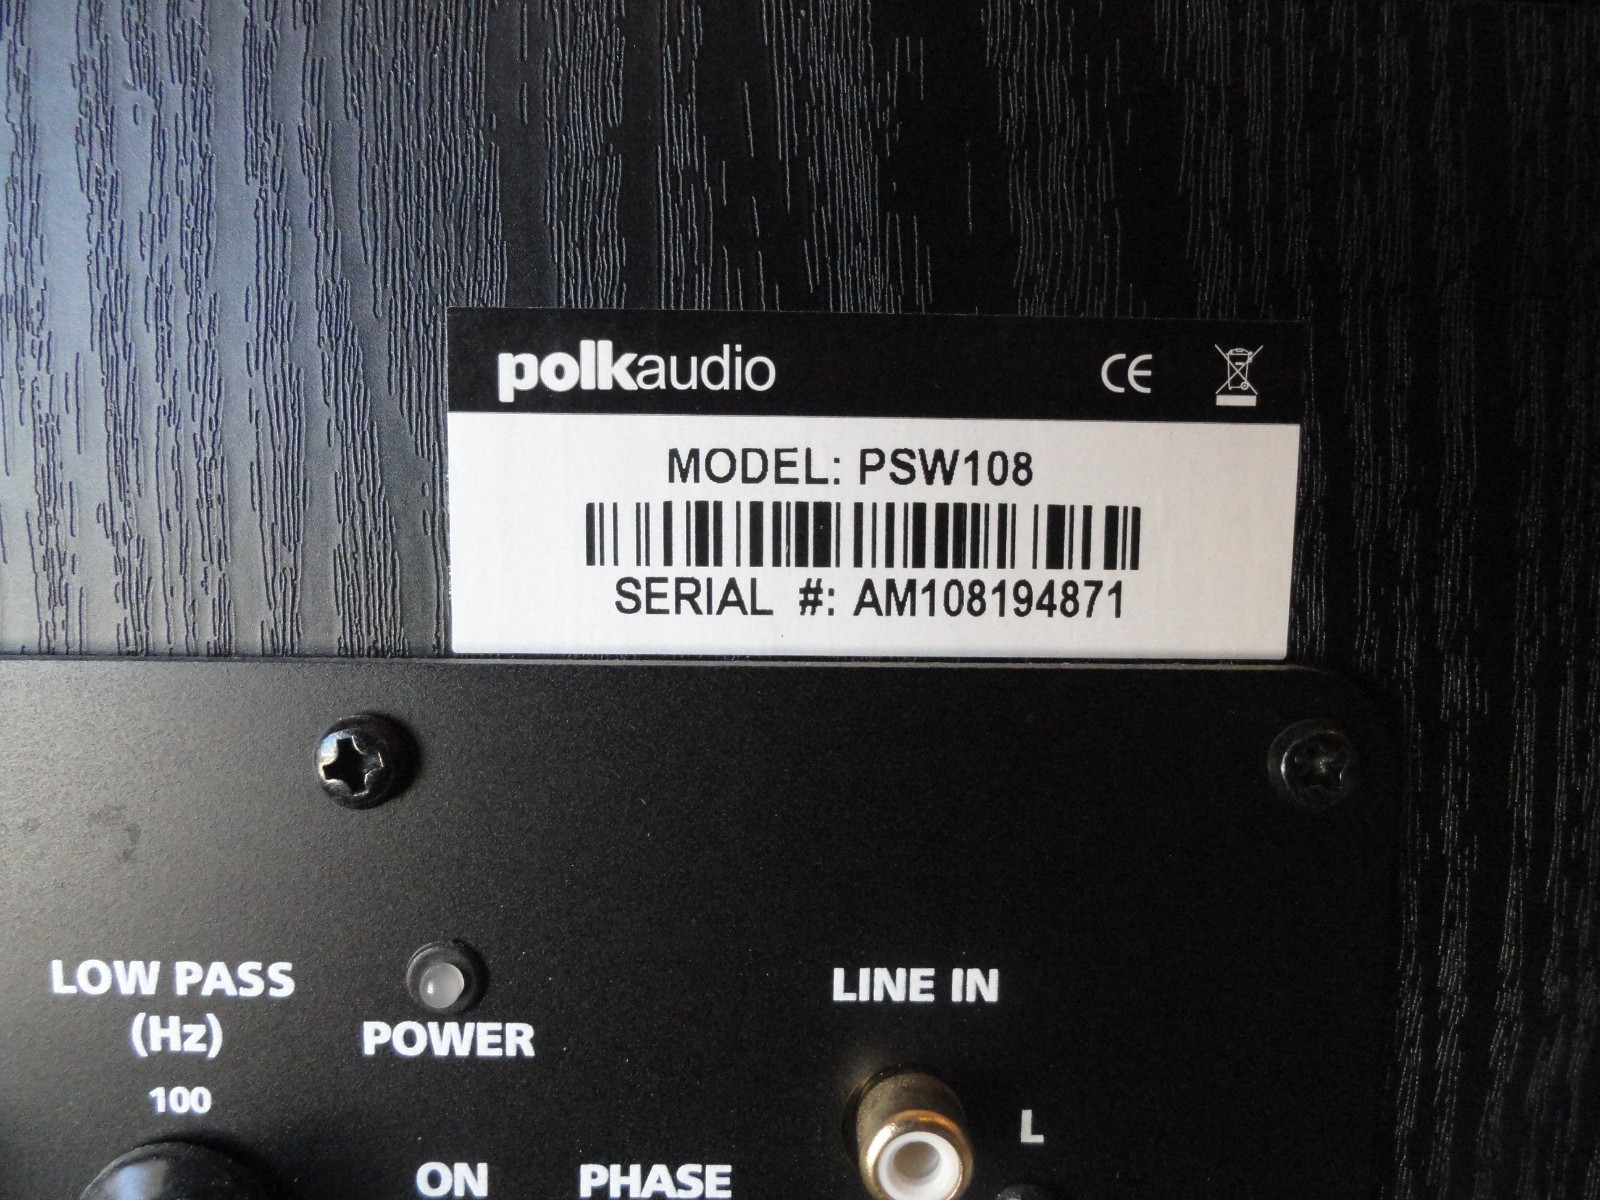 polkaudio CE
MODEL: PSW108
SERIAL #: AM108194871
LOW PASS
(Hz)
100
POWER
ON
PHASE
LINE IN
L